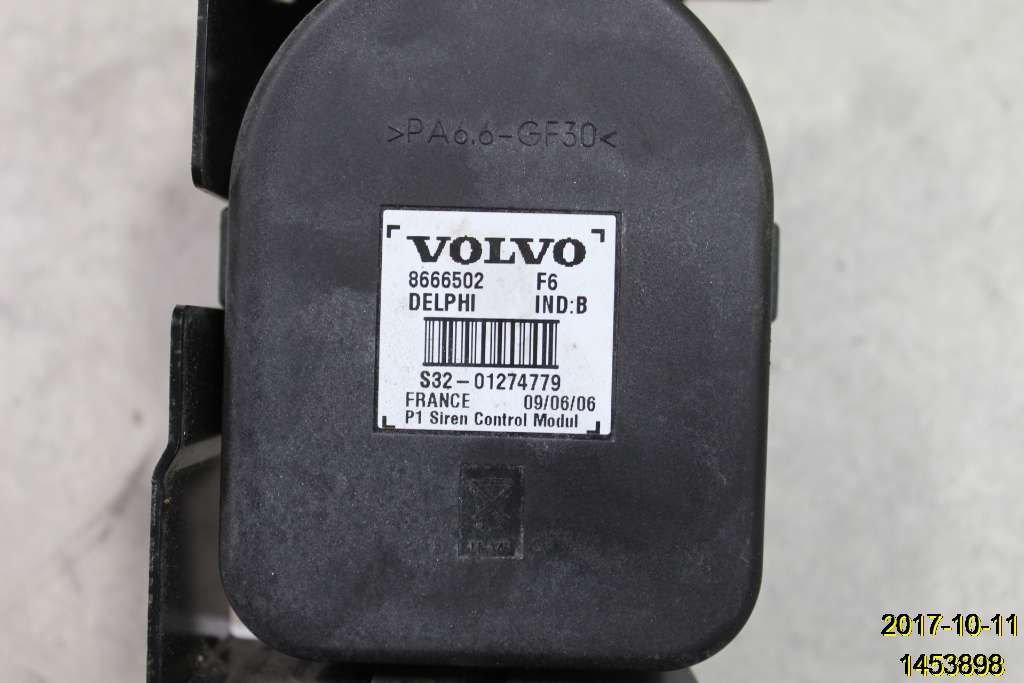 >PA6.6-GF30<
VOLVO
8666502 F6
DELPHI IND:B
S32-01274779
FRANCE 09/06/06
P1 Siren Control Modul
2017-10-11
1453898